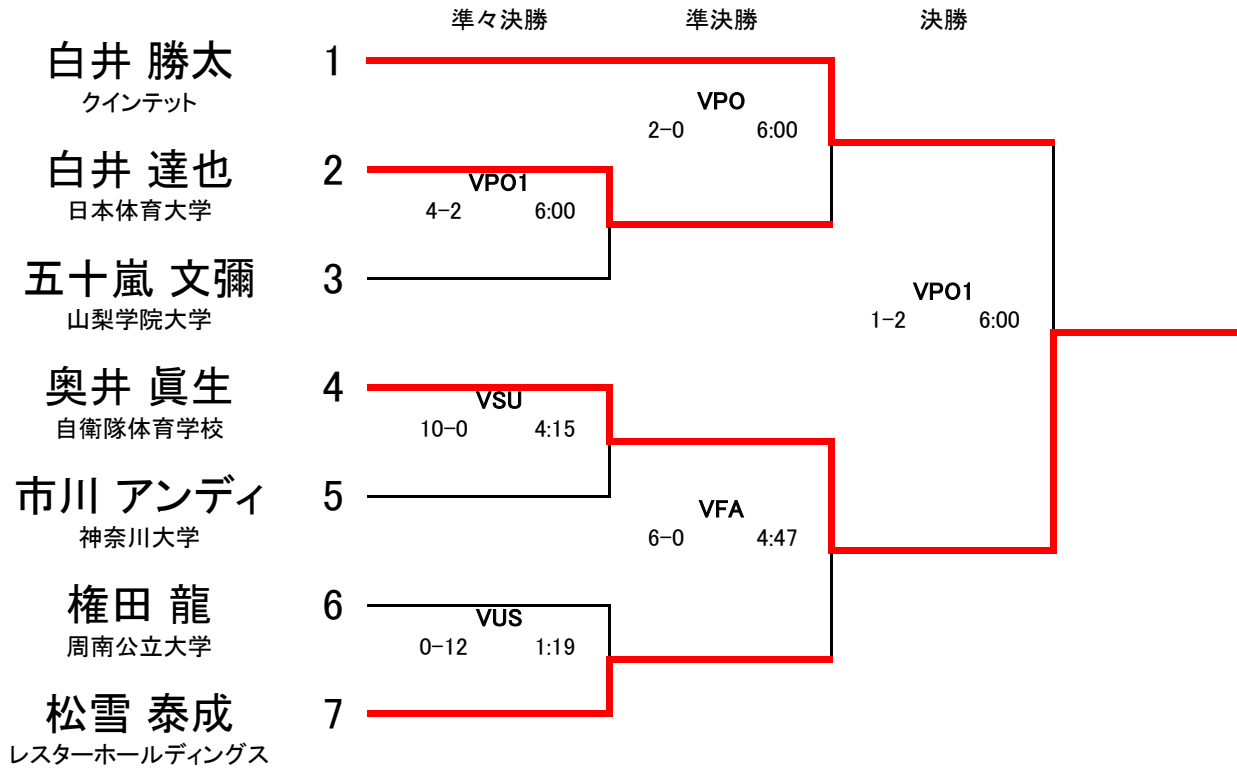 準々決勝 準決勝 決勝
白井 勝太 1
クインテット
VPO
2-0 6:00
白井 達也 2
日本体育大学
VPO1
4-2 6:00
五十嵐 文彌 3
山梨学院大学
VPO1
1-2 6:00
奥井 眞生 4
自衛隊体育学校
VSU
10-0 4:15
市川 アンディ 5
神奈川大学
VFA
6-0 4:47
権田 龍 6
周南公立大学
VUS
0-12 1:19
松雪 泰成 7
レスターホールディングス